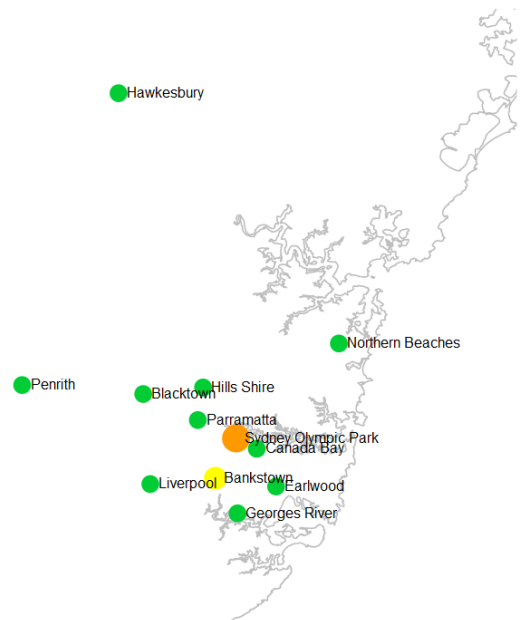 Hawkesbury
Northern Beaches
Penrith
Hills Shire
Blacktown
Parramatta
Sydney Olympic Park
Canada Bay
Bankstown
Liverpool
Earlwood
Georges River